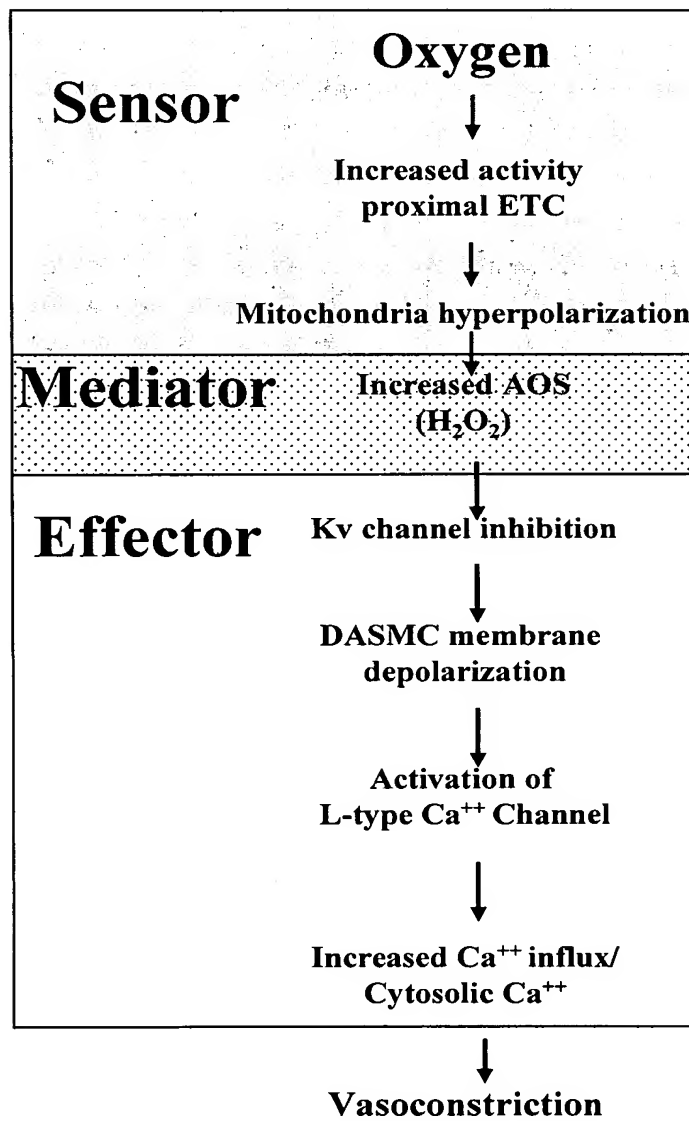 Oxygen
Sensor
Increased activity
proximal ETC
Mitochondria hyperpolarization
Mediator
Increased AOS
(H₂O₂)
Effector
Kv channel inhibition
DASMC membrane
depolarization
Activation of
L-type Ca⁺⁺ Channel
Increased Ca⁺⁺ influx/
Cytosolic Ca⁺⁺
Vasoconstriction